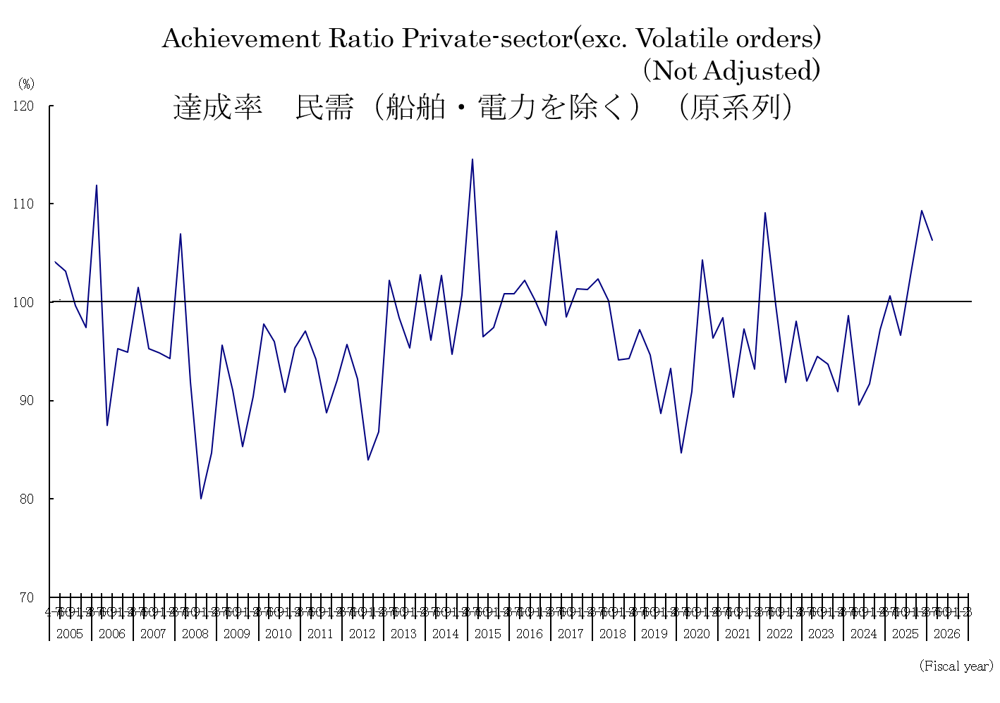 Achievement Ratio Private-sector(exc. Volatile orders)
(Not Adjusted)
(%)
達成率　民需（船舶・電力を除く）（原系列）
120
110
100
90
80
70
2005 2006 2007 2008 2009 2010 2011 2012 2013 2014 2015 2016 2017 2018 2019 2020 2021 2022 2023 2024 2025 2026
(Fiscal year)